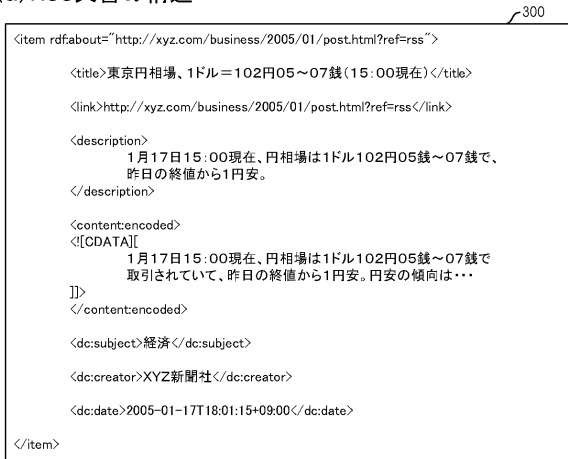 300
<item rdf:about="http://xyz.com/business/2005/01/post.html?ref=rss">
<title>東京円相場、1ドル＝102円05～07銭(15:00現在)</title>
<link>http://xyz.com/business/2005/01/post.html?ref=rss</link>
<description>
1月17日15:00現在、円相場は1ドル102円05銭～07銭で、
昨日の終値から1円安。
</description>
<content:encoded>
<![CDATA][
1月17日15:00現在、円相場は1ドル102円05銭～07銭で
取引されていて、昨日の終値から1円安。円安の傾向は・・・
]]>
</content:encoded>
<dc:subject>経済</dc:subject>
<dc:creator>XYZ新聞社</dc:creator>
<dc:date>2005-01-17T18:01:15+09:00</dc:date>
</item>